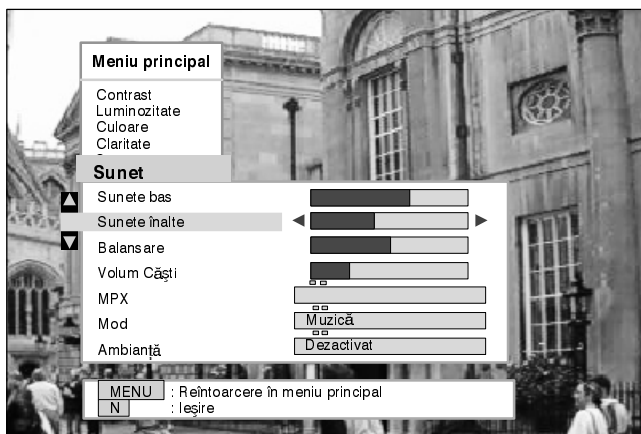 Meniu principal
Contrast
Luminozitate
Culoare
Claritate
Sunet
Sunete bas
Sunete înalte
Balansare
Volum Căşti
MPX
Mod Muzică
Ambianţă Dezactivat
MENU : Reîntoarcere în meniu principal
N : Ieşire